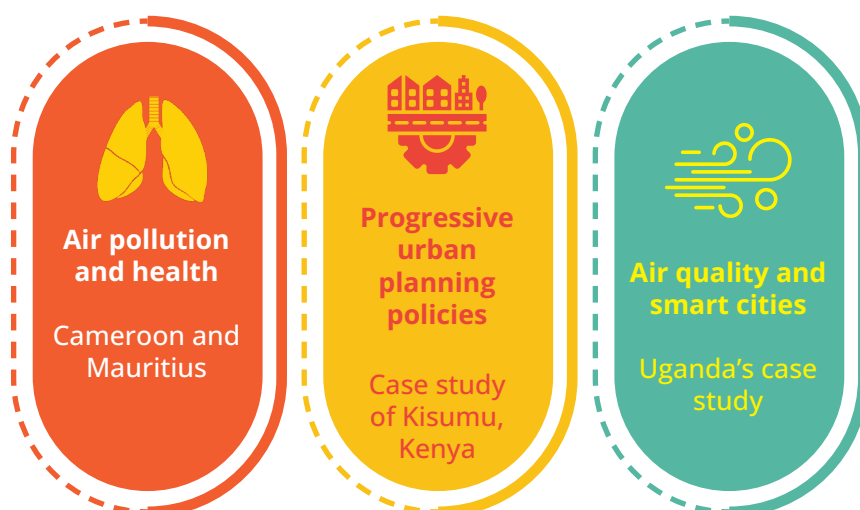 Air pollution
and health
Cameroon and
Mauritius
Progressive
urban
planning
policies
Case study
of Kisumu,
Kenya
Air quality and
smart cities
Uganda’s case
study